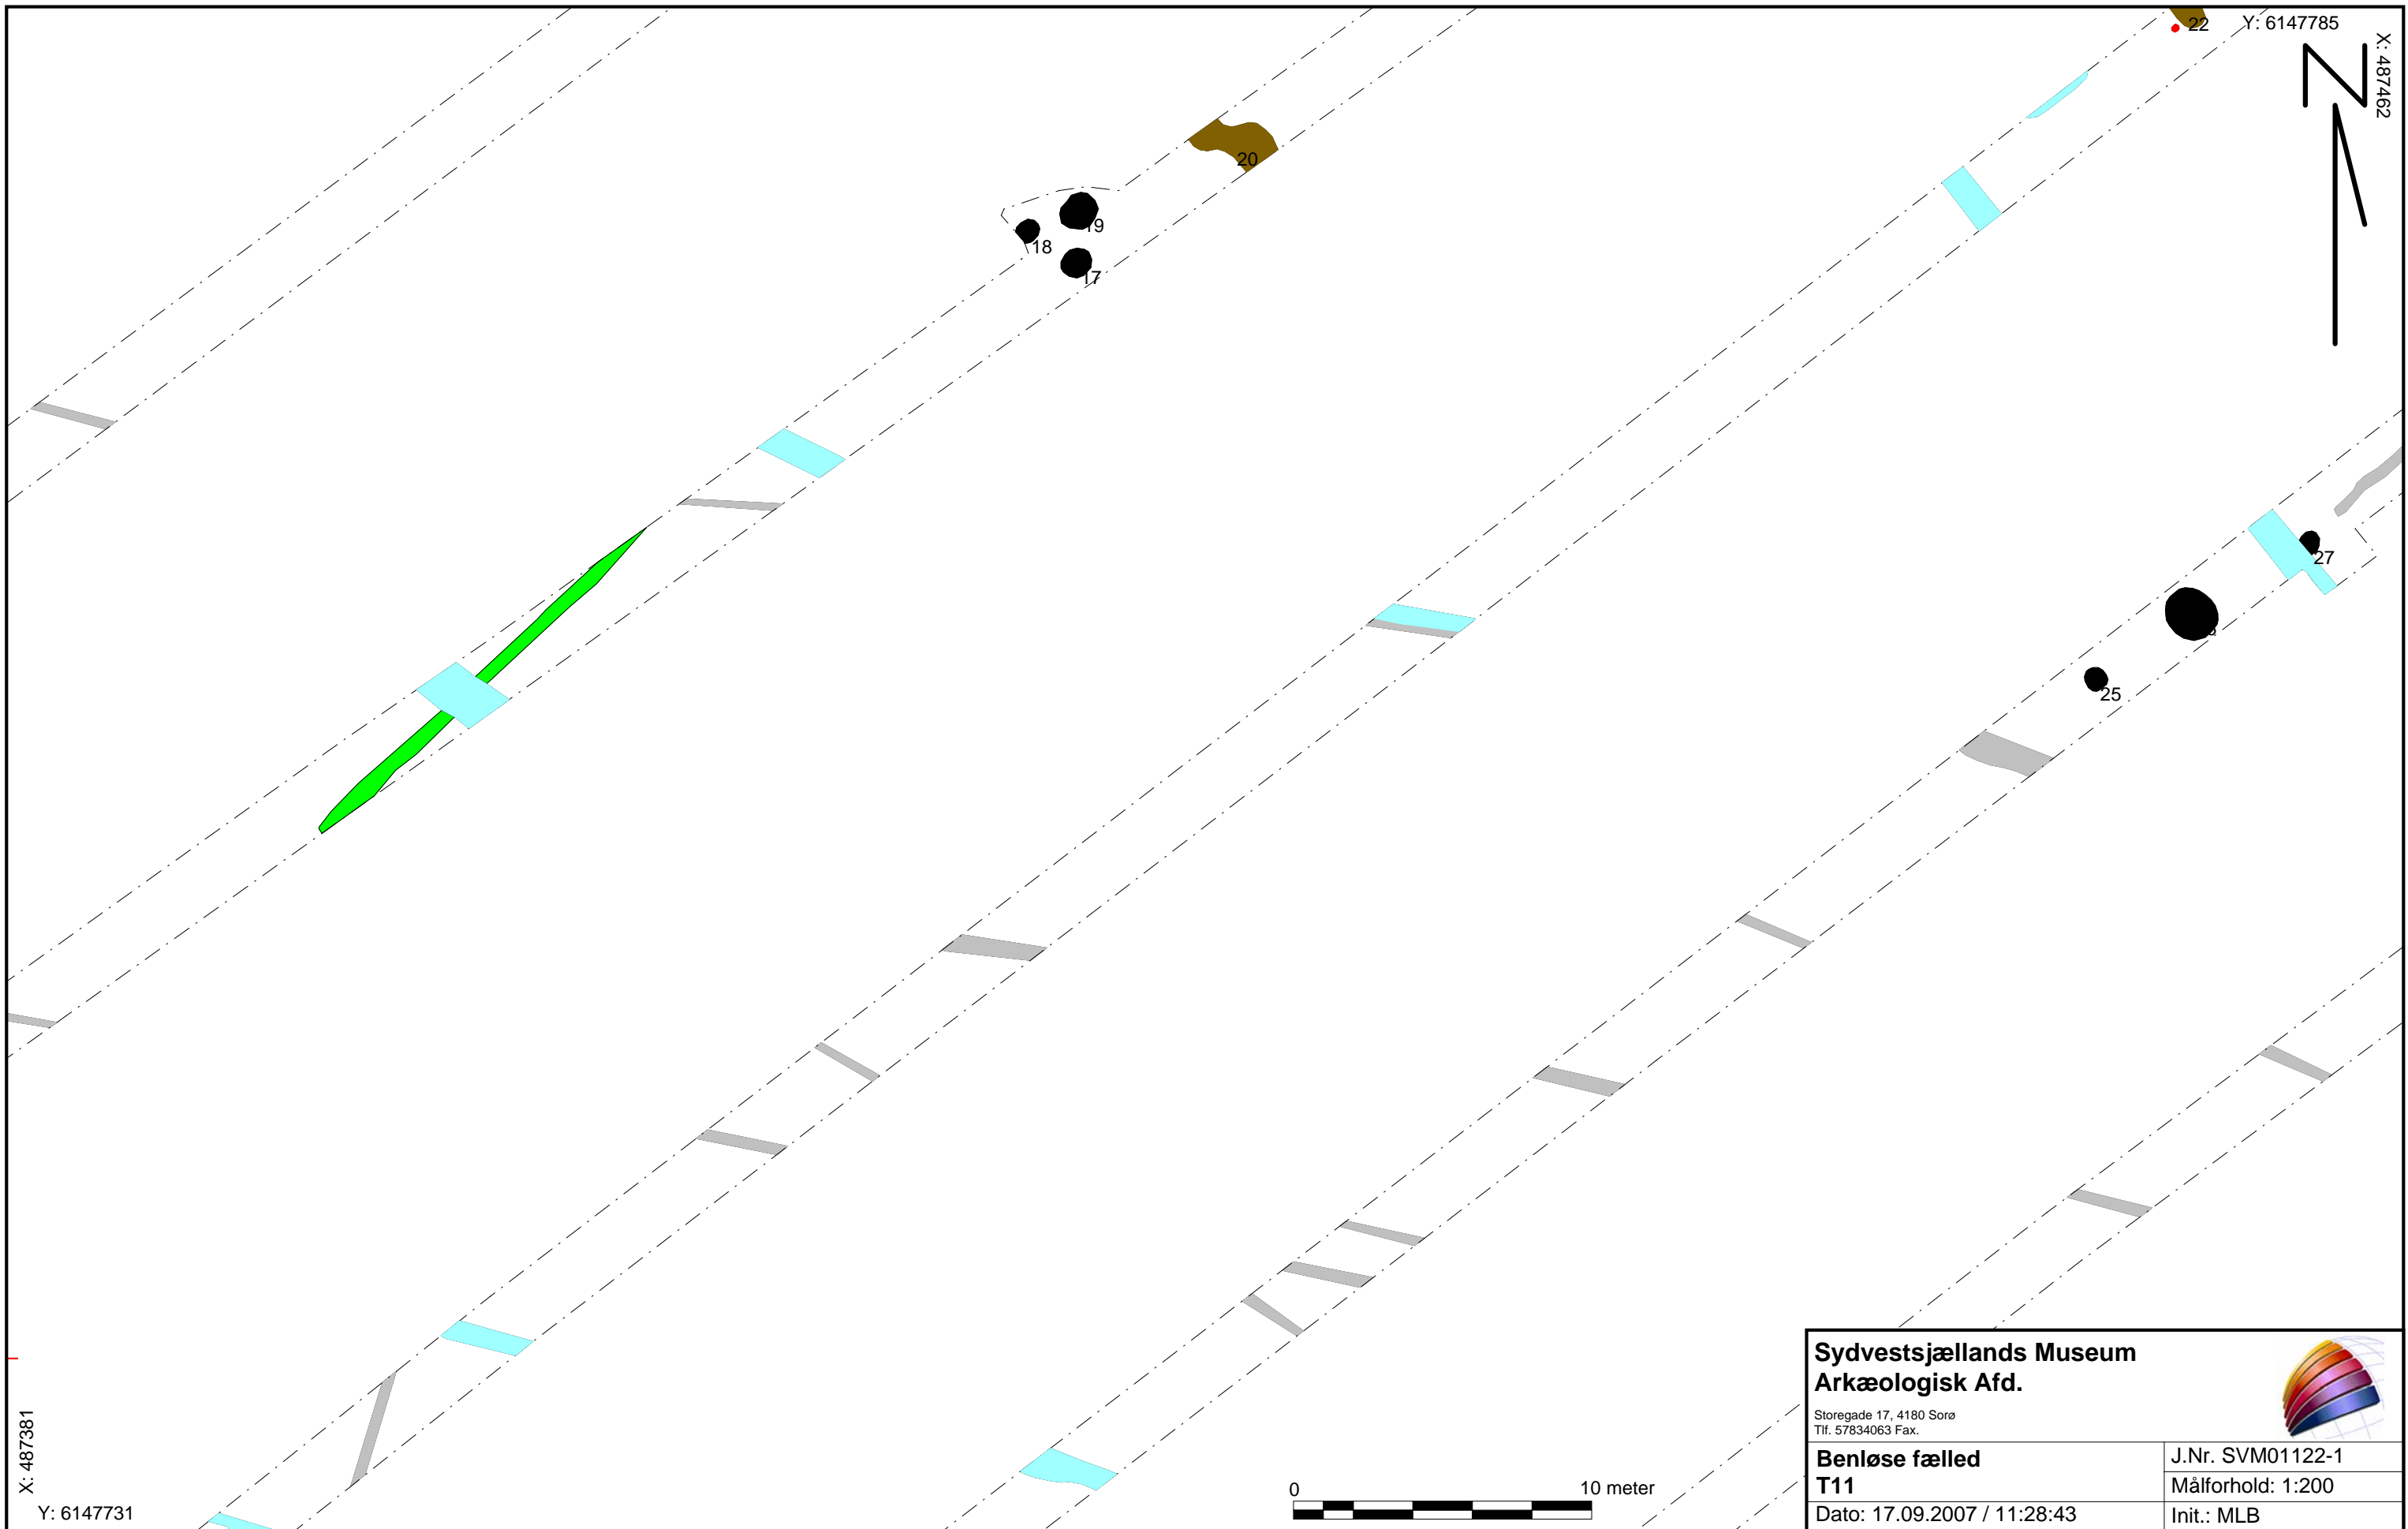 22
Y: 6147785
X: 487462
20
19
18
17
27
25
X: 487381
Y: 6147731
0
10 meter
Sydvestsjællands Museum
Arkæologisk Afd.
Storegade 17, 4180 Sorø
Tlf. 57834063 Fax.
Benløse fælled
T11
J.Nr. SVM01122-1
Målforhold: 1:200
Dato: 17.09.2007 / 11:28:43
Init.: MLB